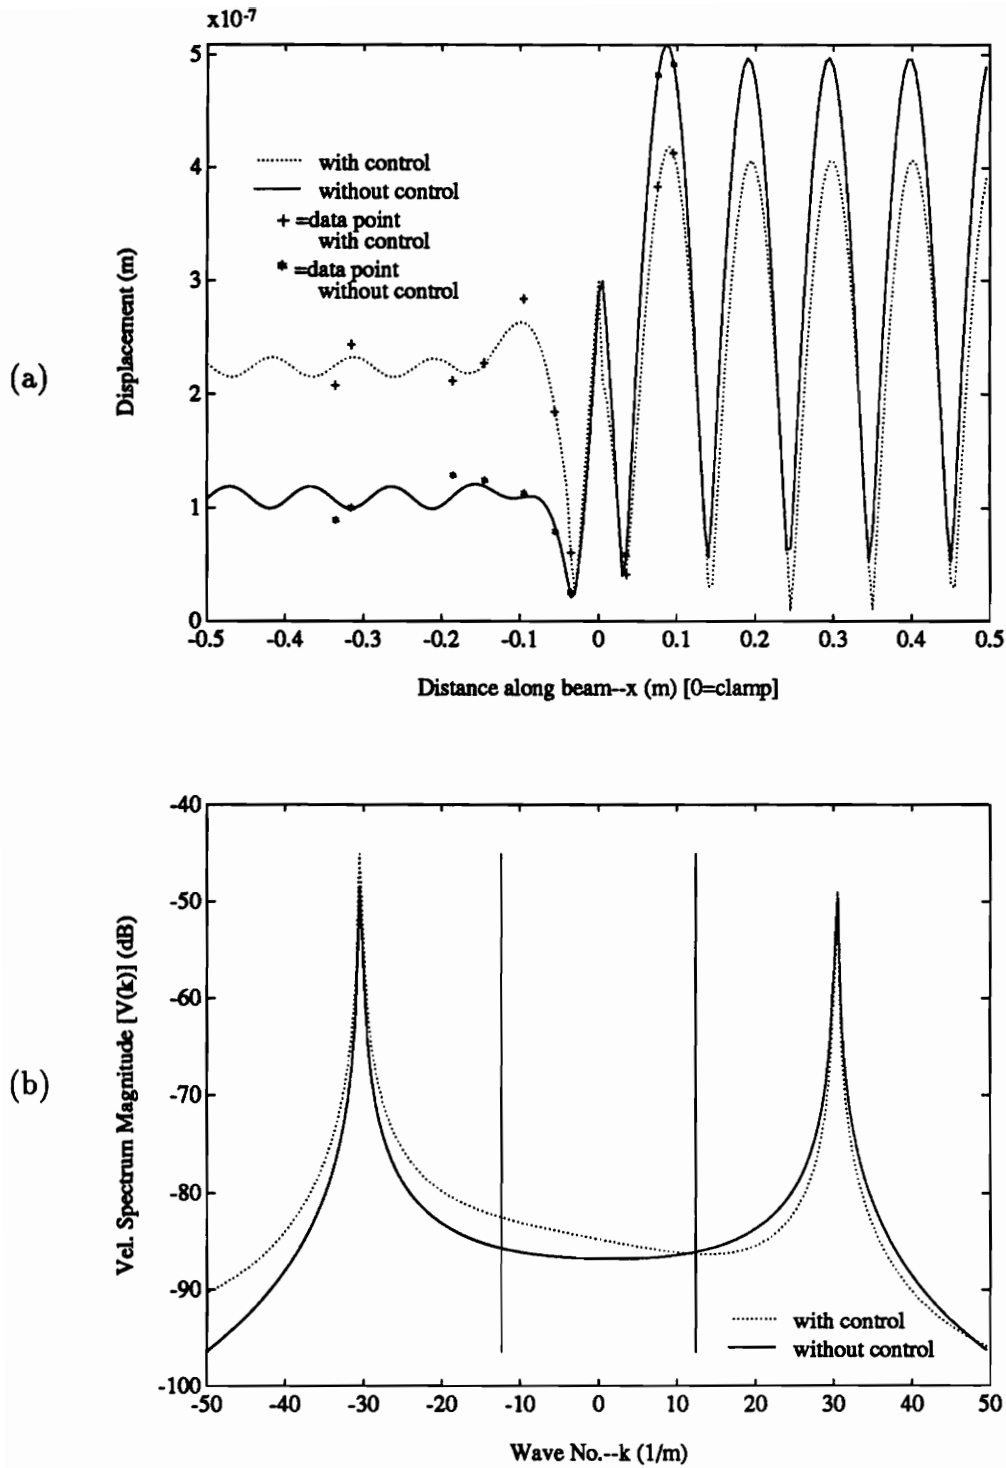 x10-7
5
4
3
2
1
0
with control
without control
+ =data point
with control
* =data point
without control
Displacement (m)
(a)
-0.5 -0.4 -0.3 -0.2 -0.1 0 0.1 0.2 0.3 0.4 0.5
Distance along beam--x (m) [0=clamp]
-40
-50
-60
-70
-80
-90
-100
Vel. Spectrum Magnitude [V(k)] (dB)
(b)
with control
without control
-50 -40 -30 -20 -10 0 10 20 30 40 50
Wave No.--k (1/m)